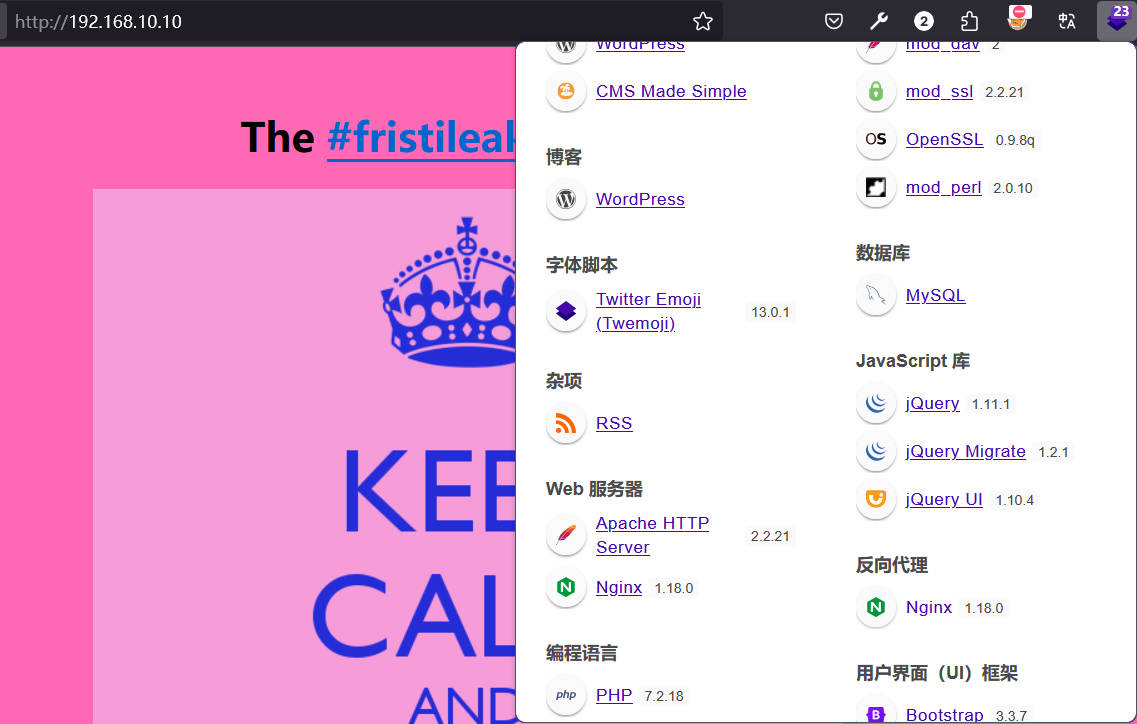 http://192.168.10.10
2
23
The #fristileak
KEE
CAL
AND
WordPress
CMS Made Simple
博客
WordPress
字体脚本
Twitter Emoji
(Twemoji) 13.0.1
杂项
RSS
Web 服务器
Apache HTTP
Server 2.2.21
Nginx 1.18.0
编程语言
php PHP 7.2.18
mod_dav 2
mod_ssl 2.2.21
OS OpenSSL 0.9.8q
mod_perl 2.0.10
数据库
MySQL
JavaScript 库
jQuery 1.11.1
jQuery Migrate 1.2.1
jQuery UI 1.10.4
反向代理
Nginx 1.18.0
用户界面（UI）框架
B Bootstrap 3.3.7